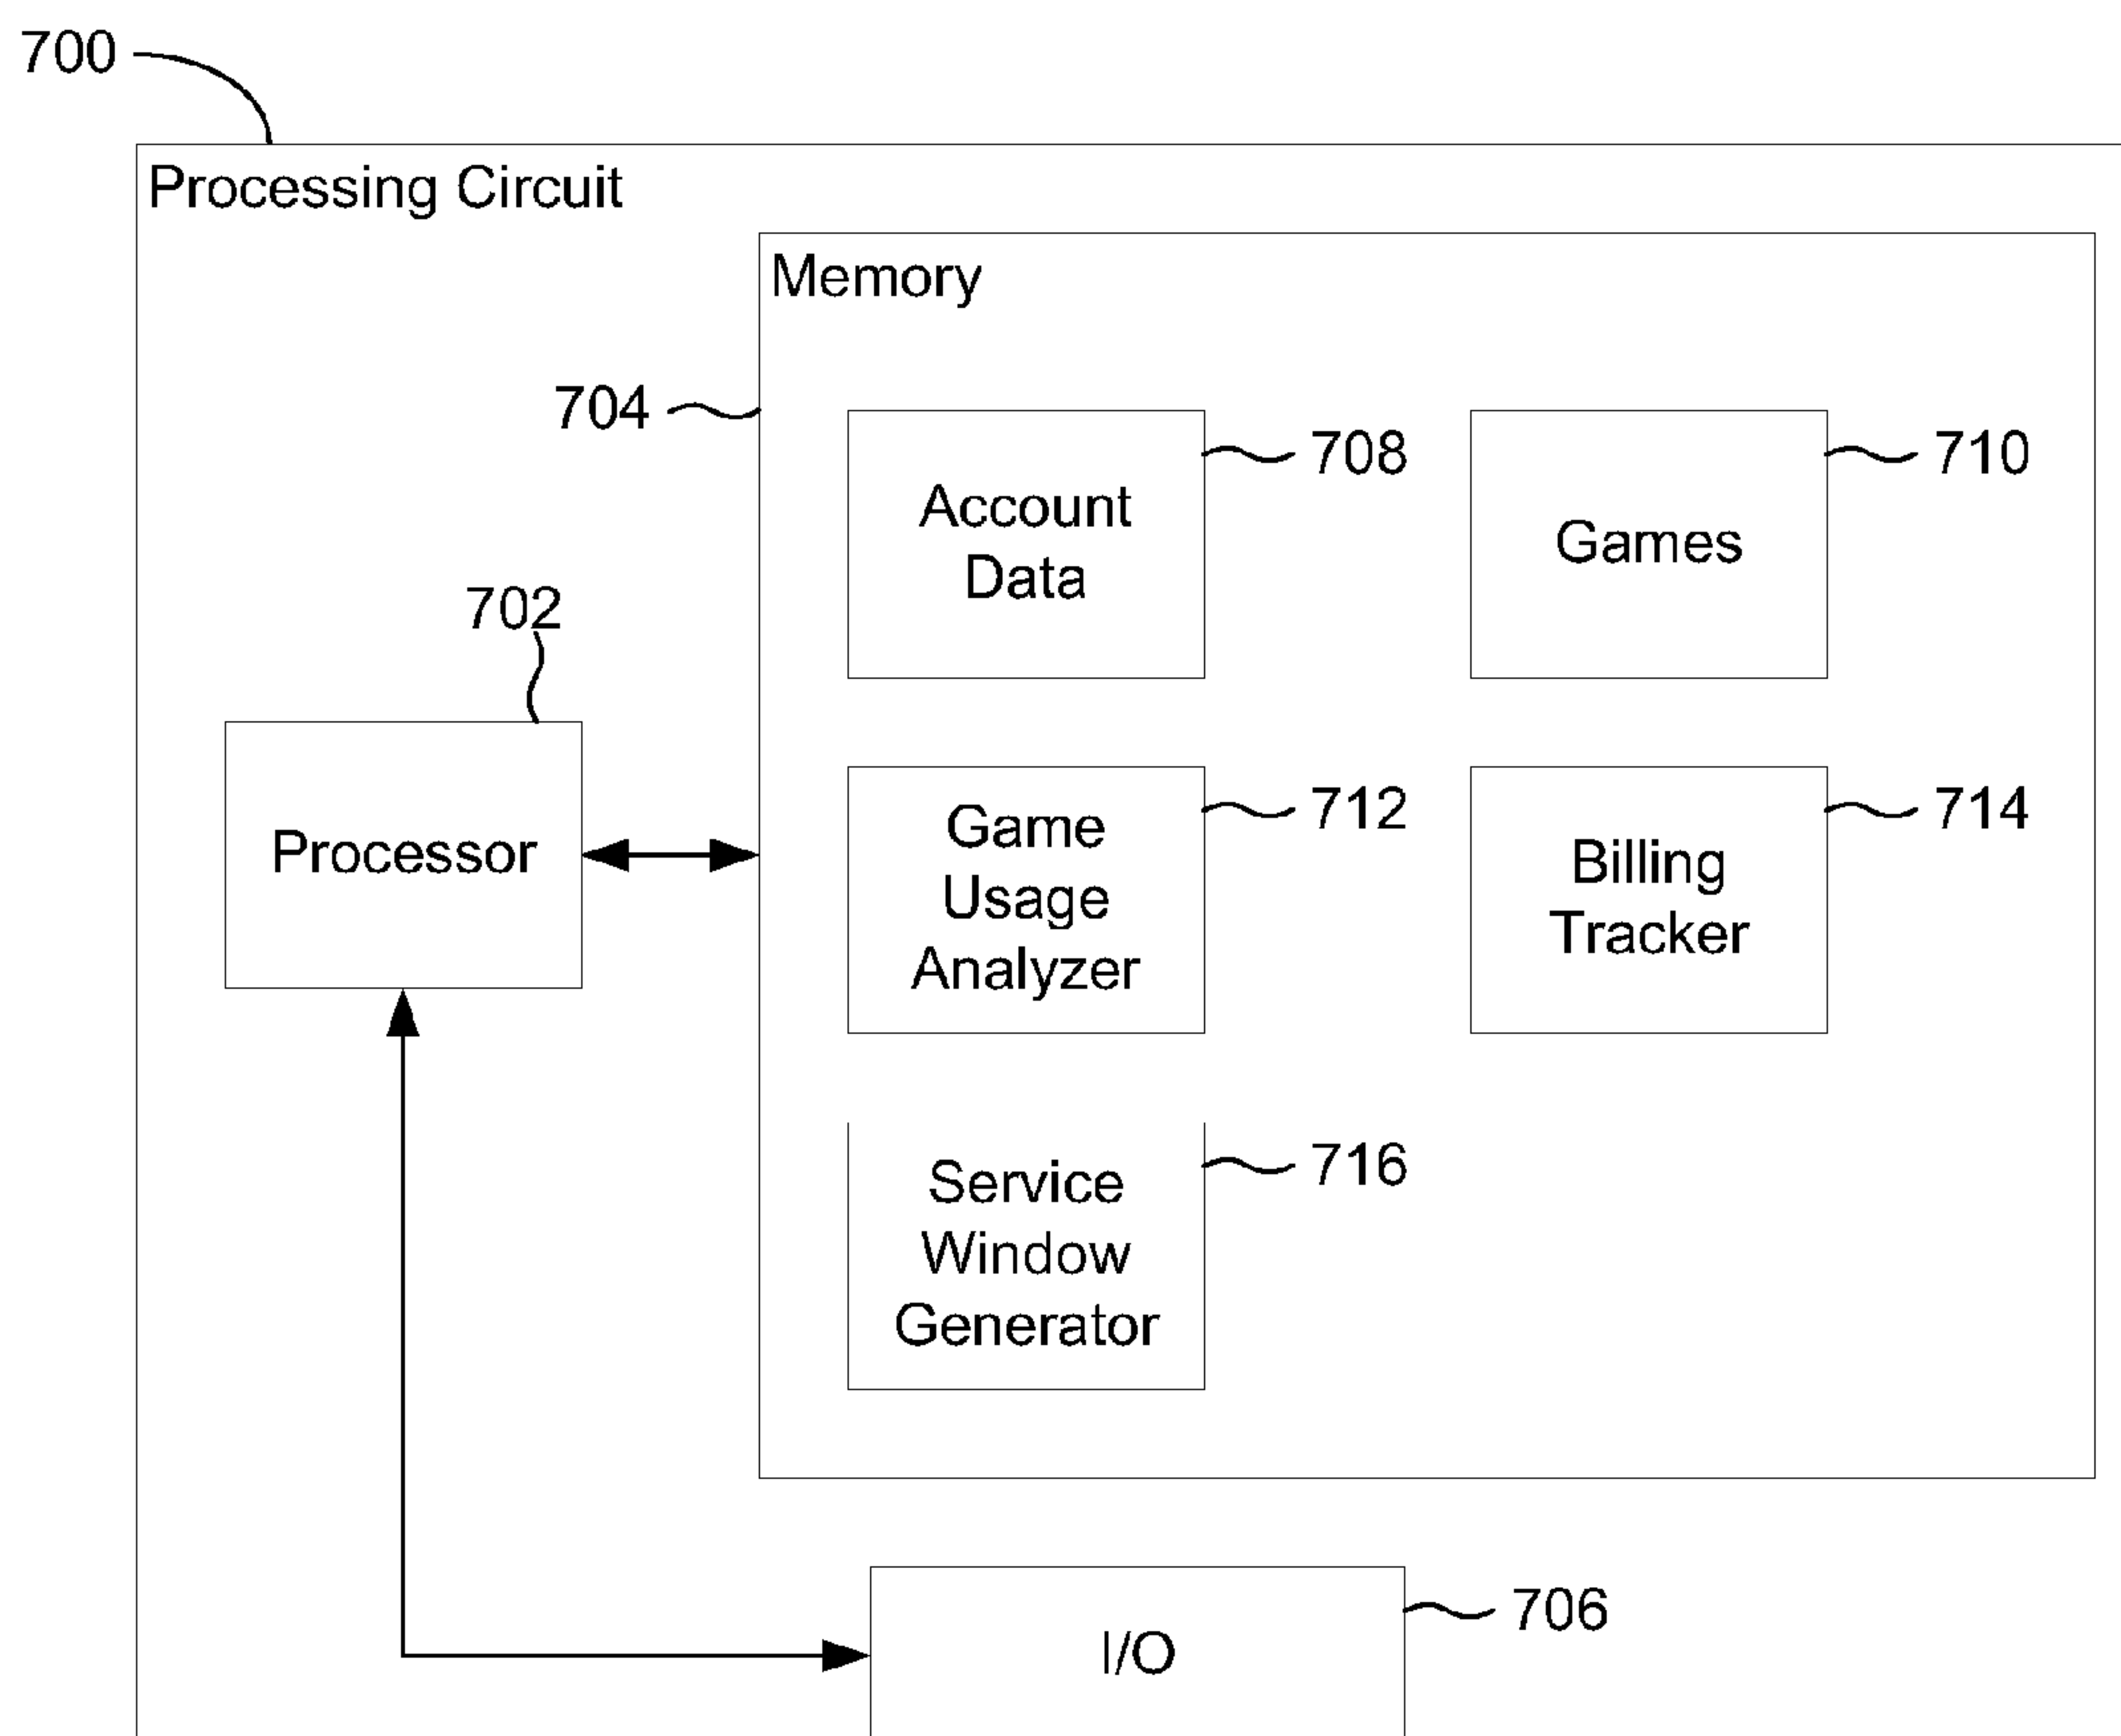 700
Processing Circuit
Memory
704
708
710
Account
Data
Games
702
Processor
712
714
Game
Usage
Analyzer
Billing
Tracker
716
Service
Window
Generator
706
I/O